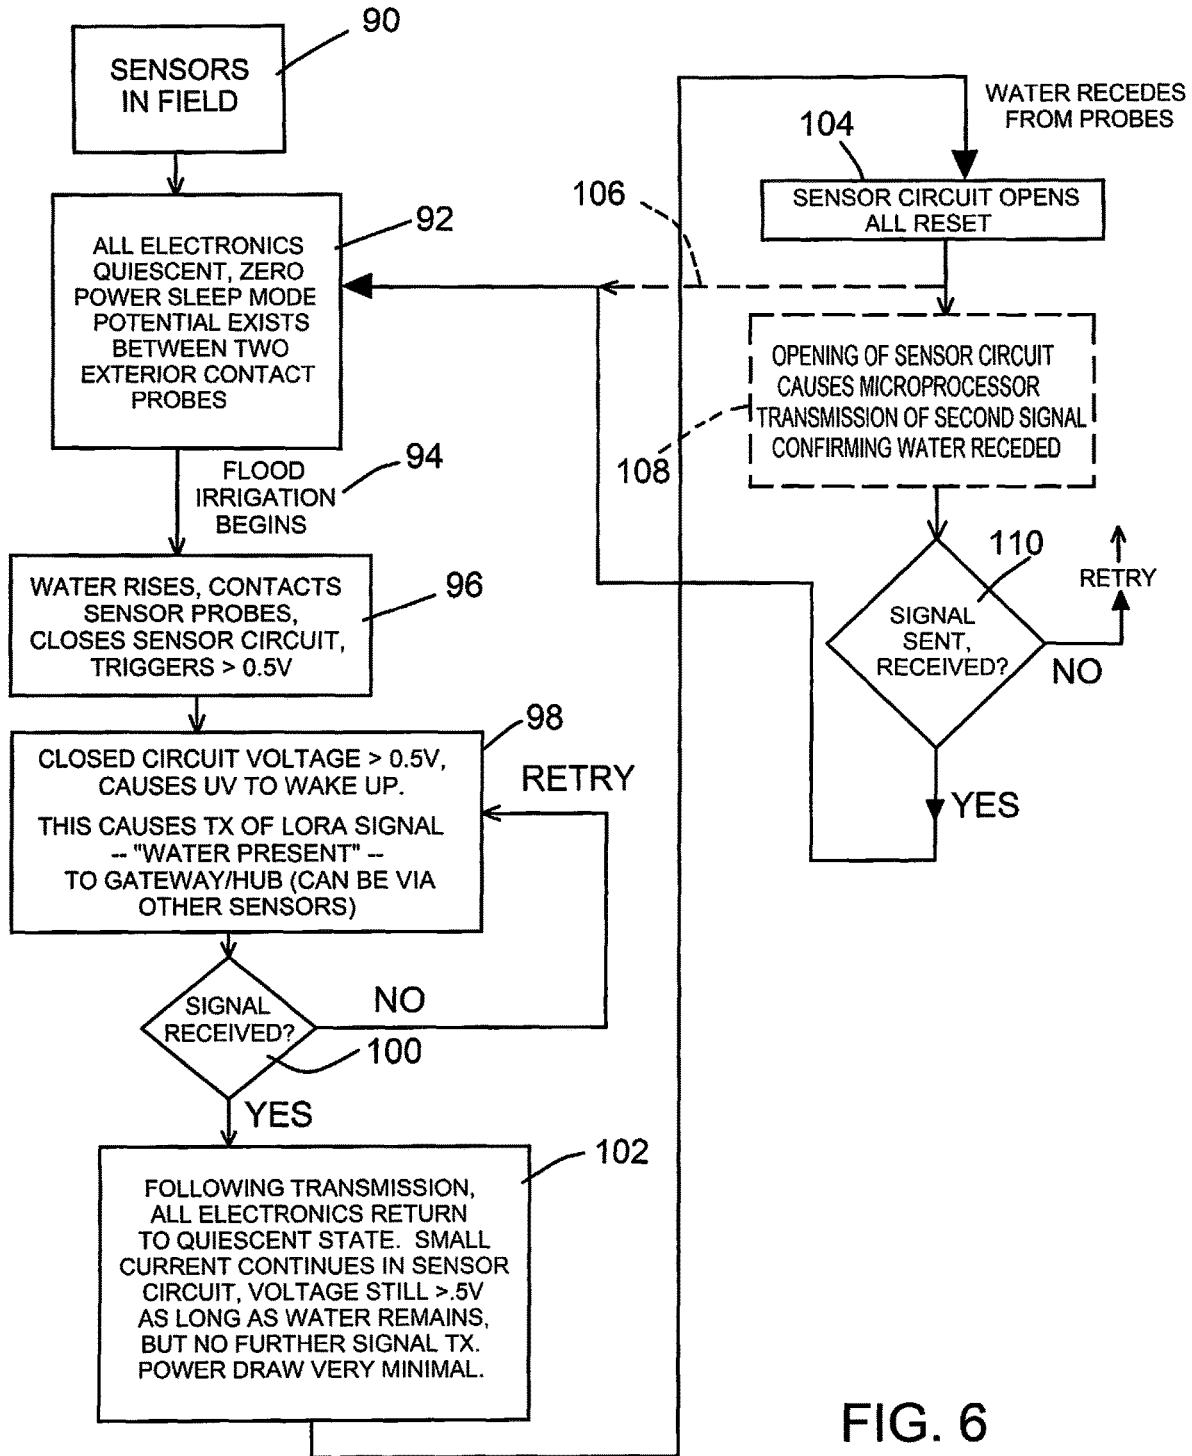 90
SENSORS
IN FIELD
92
ALL ELECTRONICS
QUIESCENT, ZERO
POWER SLEEP MODE
POTENTIAL EXISTS
BETWEEN TWO
EXTERIOR CONTACT
PROBES
94
FLOOD
IRRIGATION
BEGINS
96
WATER RISES, CONTACTS
SENSOR PROBES,
CLOSES SENSOR CIRCUIT,
TRIGGERS > 0.5V
98
CLOSED CIRCUIT VOLTAGE > 0.5V,
CAUSES UV TO WAKE UP.
THIS CAUSES TX OF LORA SIGNAL
-- "WATER PRESENT" --
TO GATEWAY/HUB (CAN BE VIA
OTHER SENSORS)
RETRY
SIGNAL
RECEIVED?
NO
100
YES
102
FOLLOWING TRANSMISSION,
ALL ELECTRONICS RETURN
TO QUIESCENT STATE. SMALL
CURRENT CONTINUES IN SENSOR
CIRCUIT, VOLTAGE STILL >.5V
AS LONG AS WATER REMAINS,
BUT NO FURTHER SIGNAL TX.
POWER DRAW VERY MINIMAL.
WATER RECEDES
FROM PROBES
104
SENSOR CIRCUIT OPENS
ALL RESET
106
OPENING OF SENSOR CIRCUIT
CAUSES MICROPROCESSOR
TRANSMISSION OF SECOND SIGNAL
CONFIRMING WATER RECEDED
108
110
SIGNAL
SENT,
RECEIVED?
RETRY
NO
YES
FIG. 6